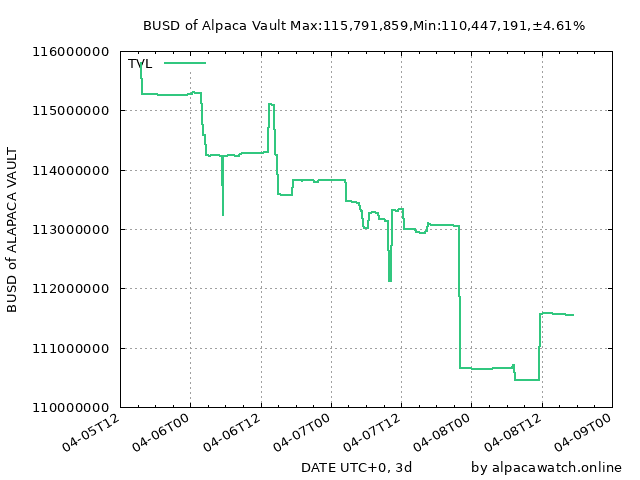 BUSD of Alpaca Vault Max:115,791,859,Min:110,447,191,±4.61%
TVL
116000000
115000000
114000000
113000000
112000000
111000000
110000000
BUSD of ALAPACA VAULT
04-05T12
04-06T00
04-06T12
04-07T00
04-07T12
04-08T00
04-08T12
04-09T00
DATE UTC+0, 3d
by alpacawatch.online